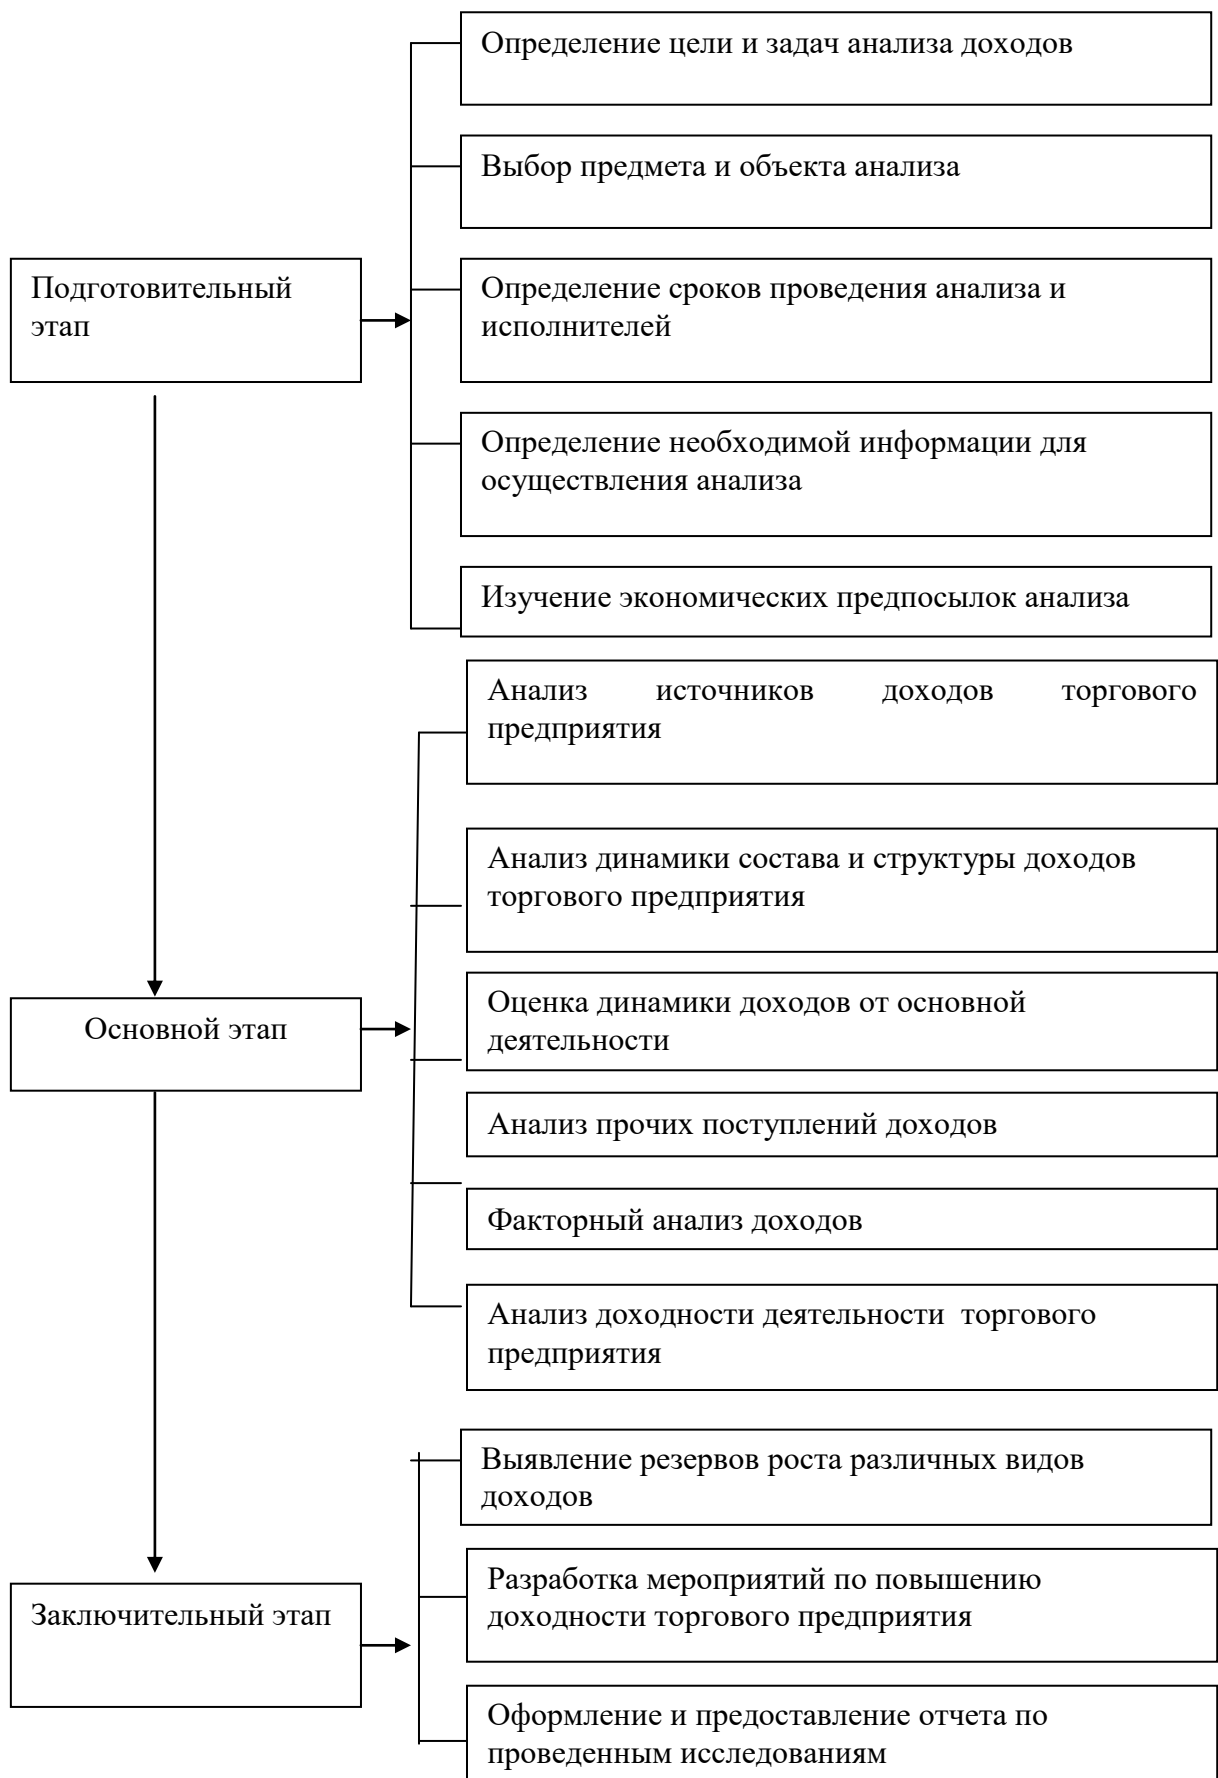 Определение цели и задач анализа доходов
Выбор предмета и объекта анализа
Подготовительный
этап
Определение сроков проведения анализа и
исполнителей
Определение необходимой информации для
осуществления анализа
Изучение экономических предпосылок анализа
Анализ источников доходов торгового
предприятия
Анализ динамики состава и структуры доходов
торгового предприятия
Основной этап
Оценка динамики доходов от основной
деятельности
Анализ прочих поступлений доходов
Факторный анализ доходов
Анализ доходности деятельности торгового
предприятия
Выявление резервов роста различных видов
доходов
Заключительный этап
Разработка мероприятий по повышению
доходности торгового предприятия
Оформление и предоставление отчета по
проведенным исследованиям